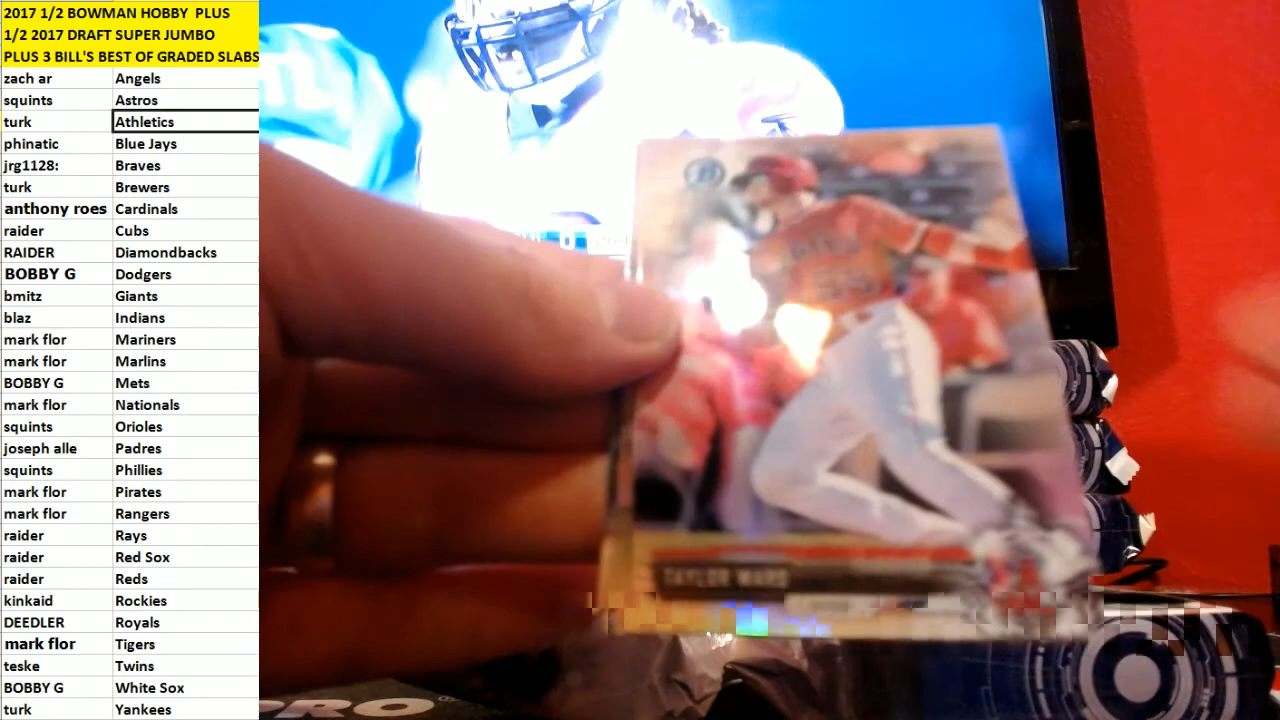 2017 1/2 BOWMAN HOBBY PLUS
1/2 2017 DRAFT SUPER JUMBO
PLUS 3 BILL'S BEST OF GRADED SLABS
zach ar Angels
squints Astros
turk Athletics
phinatic Blue Jays
jrg1128: Braves
turk Brewers
anthony roes Cardinals
raider Cubs
RAIDER Diamondbacks
BOBBY G Dodgers
bmitz Giants
blaz Indians
mark flor Mariners
mark flor Marlins
BOBBY G Mets
mark flor Nationals
squints Orioles
joseph alle Padres
squints Phillies
mark flor Pirates
mark flor Rangers
raider Rays
raider Red Sox
raider Reds
kinkaid Rockies
DEEDLER Royals
mark flor Tigers
teske Twins
BOBBY G White Sox
turk Yankees
TAYLOR WARD
PRO